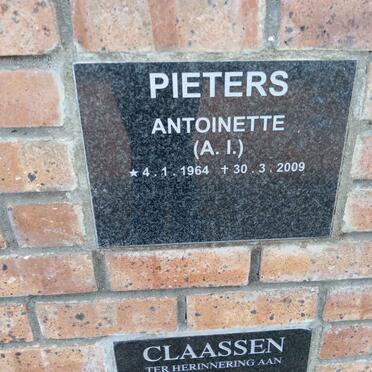 PIETERS
ANTOINETTE
(A. I.)
★ 4 . 1 . 1964 † 30 . 3 . 2009
CLAASSEN
TER HERINNERING AAN